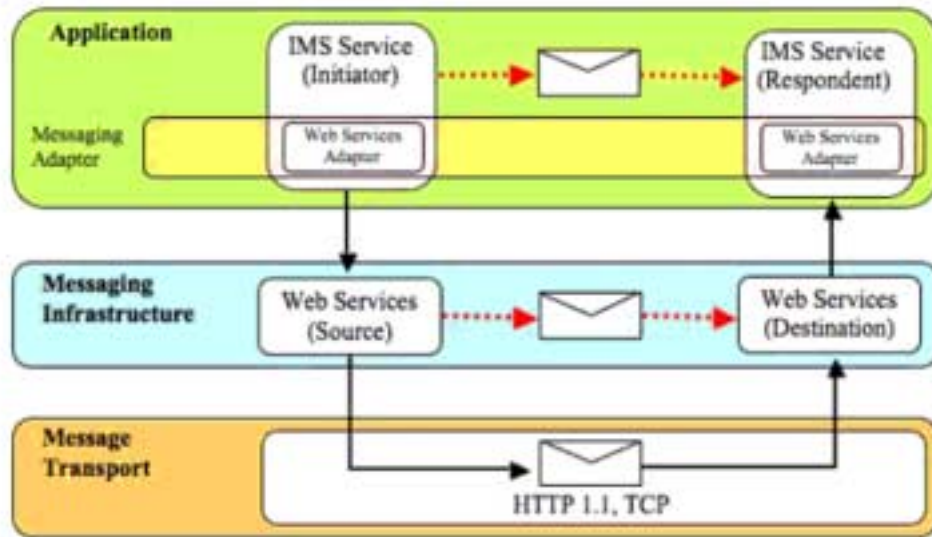 Application
IMS Service
(Initiator)
IMS Service
(Respondent)
Messaging
Adapter
Web Services
Adapter
Web Services
Adapter
Messaging
Infrastructure
Web Services
(Source)
Web Services
(Destination)
Message
Transport
HTTP 1.1, TCP